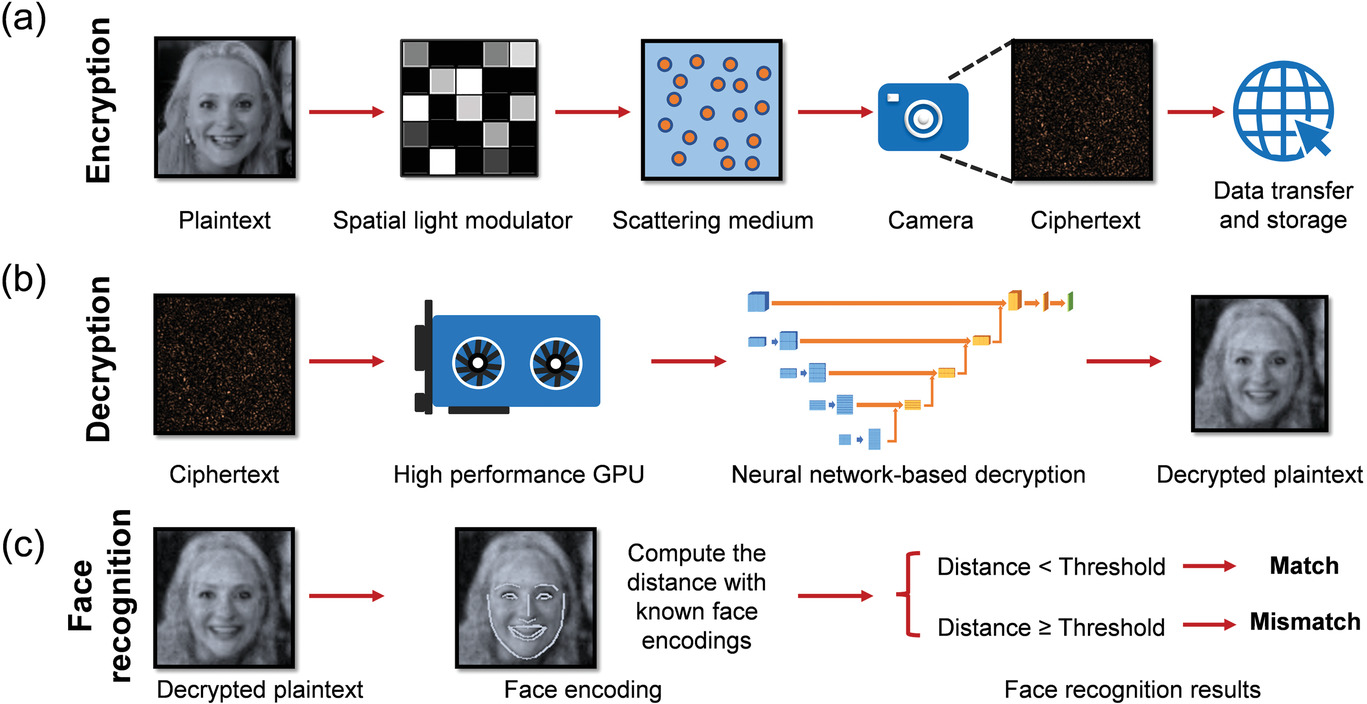 (a)
Encryption
Plaintext
Spatial light modulator
Scattering medium
Camera
Ciphertext
Data transfer
and storage
(b)
Decryption
Ciphertext
High performance GPU
Neural network-based decryption
Decrypted plaintext
(c)
Face
recognition
Decrypted plaintext
Face encoding
Compute the
distance with
known face
encodings
Distance < Threshold
Match
Distance ≥ Threshold
Mismatch
Face recognition results